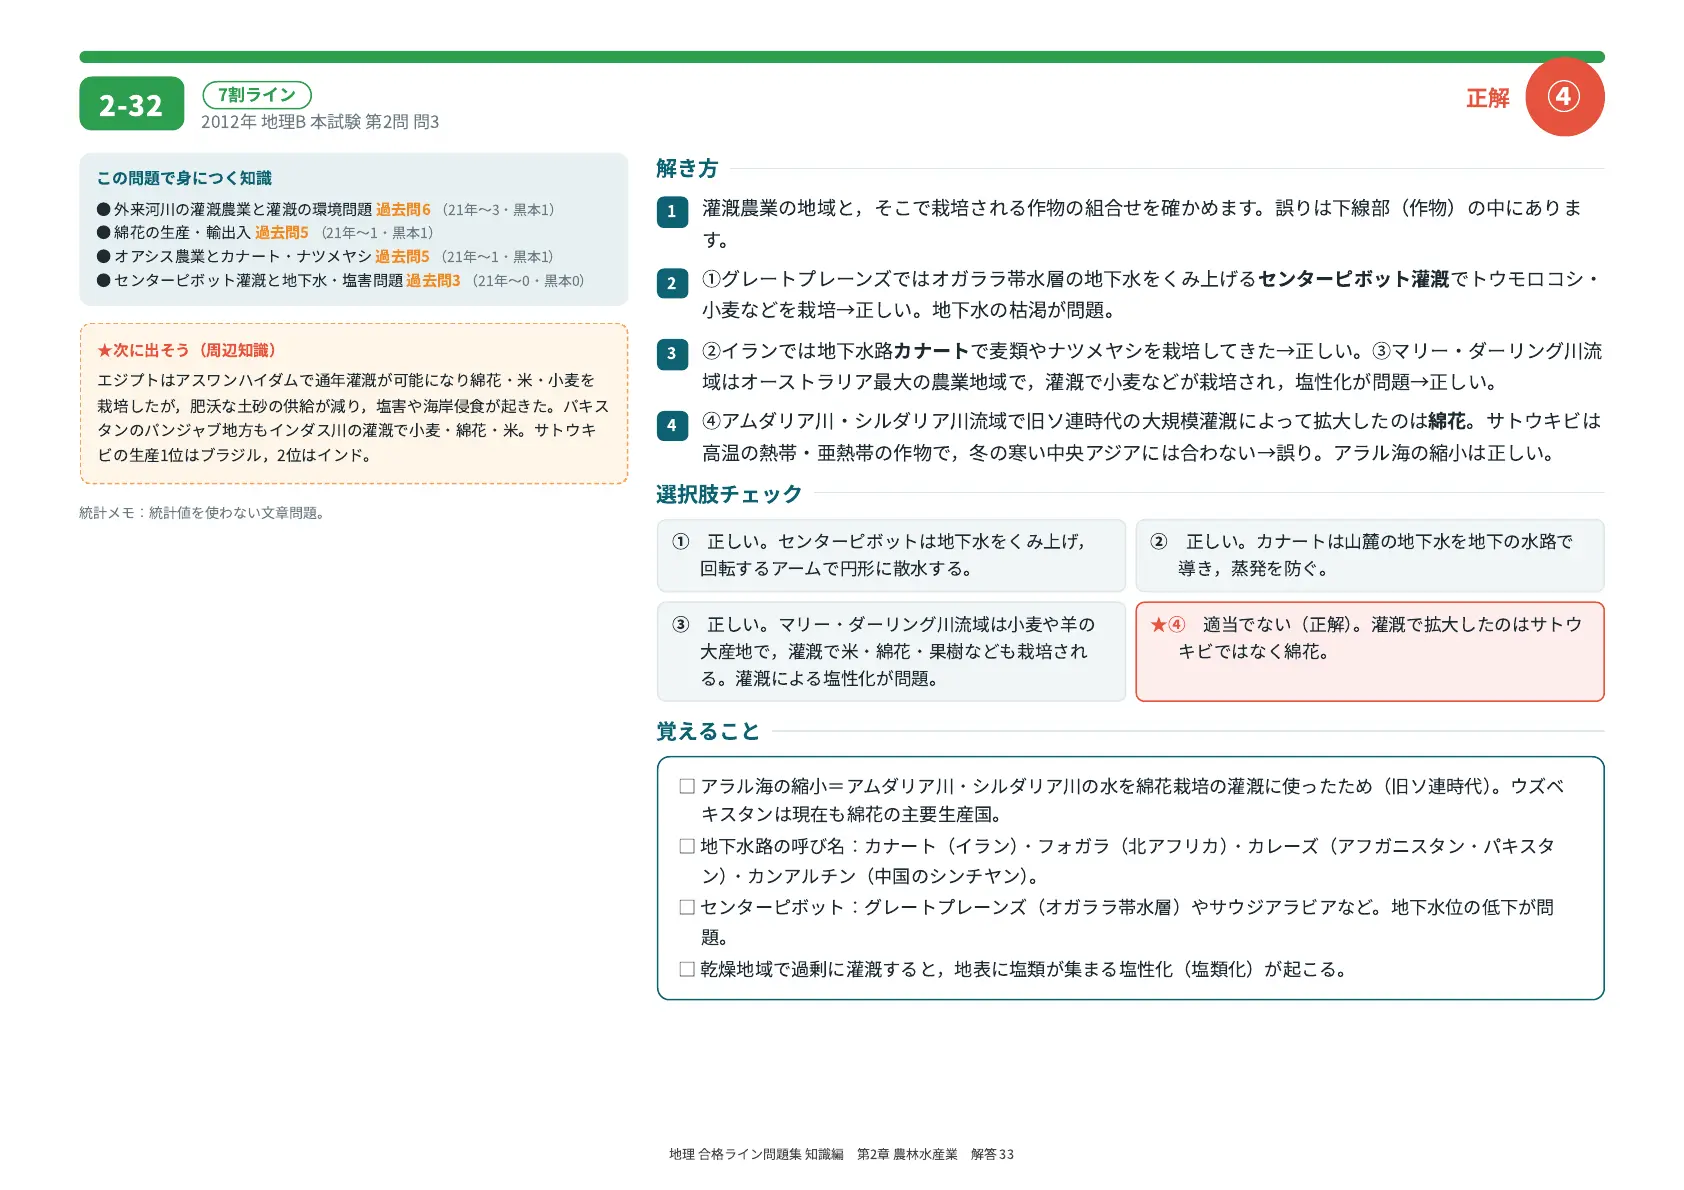 2-32
7割ライン
2012年 地理B 本試験 第2問 問3
正解 ④
この問題で身につく知識
● 外来河川の灌漑農業と灌漑の環境問題 過去問6 （21年〜3・黒本1）
● 綿花の生産・輸出入 過去問5 （21年〜1・黒本1）
● オアシス農業とカナート・ナツメヤシ 過去問5 （21年〜1・黒本1）
● センターピボット灌漑と地下水・塩害問題 過去問3 （21年〜0・黒本0）
★次に出そう（周辺知識）
エジプトはアスワンハイダムで通年灌漑が可能になり綿花・米・小麦を
栽培したが，肥沃な土砂の供給が減り，塩害や海岸侵食が起きた。パキス
タンのパンジャブ地方もインダス川の灌漑で小麦・綿花・米。サトウキ
ビの生産1位はブラジル，2位はインド。
統計メモ：統計値を使わない文章問題。
解き方
1 灌漑農業の地域と，そこで栽培される作物の組合せを確かめます。誤りは下線部（作物）の中にありま
す。
2 ①グレートプレーンズではオガララ帯水層の地下水をくみ上げるセンターピボット灌漑でトウモロコシ・
小麦などを栽培→正しい。地下水の枯渇が問題。
3 ②イランでは地下水路カナートで麦類やナツメヤシを栽培してきた→正しい。③マリー・ダーリング川流
域はオーストラリア最大の農業地域で，灌漑で小麦などが栽培され，塩性化が問題→正しい。
4 ④アムダリア川・シルダリア川流域で旧ソ連時代の大規模灌漑によって拡大したのは綿花。サトウキビは
高温の熱帯・亜熱帯の作物で，冬の寒い中央アジアには合わない→誤り。アラル海の縮小は正しい。
選択肢チェック
① 正しい。センターピボットは地下水をくみ上げ，
回転するアームで円形に散水する。
② 正しい。カナートは山麓の地下水を地下の水路で
導き，蒸発を防ぐ。
③ 正しい。マリー・ダーリング川流域は小麦や羊の
大産地で，灌漑で米・綿花・果樹なども栽培され
る。灌漑による塩性化が問題。
★④ 適当でない（正解）。灌漑で拡大したのはサトウ
キビではなく綿花。
覚えること
□ アラル海の縮小＝アムダリア川・シルダリア川の水を綿花栽培の灌漑に使ったため（旧ソ連時代）。ウズベ
キスタンは現在も綿花の主要生産国。
□ 地下水路の呼び名：カナート（イラン）・フォガラ（北アフリカ）・カレーズ（アフガニスタン・パキスタ
ン）・カンアルチン（中国のシンチヤン）。
□ センターピボット：グレートプレーンズ（オガララ帯水層）やサウジアラビアなど。地下水位の低下が問
題。
□ 乾燥地域で過剰に灌漑すると，地表に塩類が集まる塩性化（塩類化）が起こる。
地理 合格ライン問題集 知識編 第2章 農林水産業 解答 33